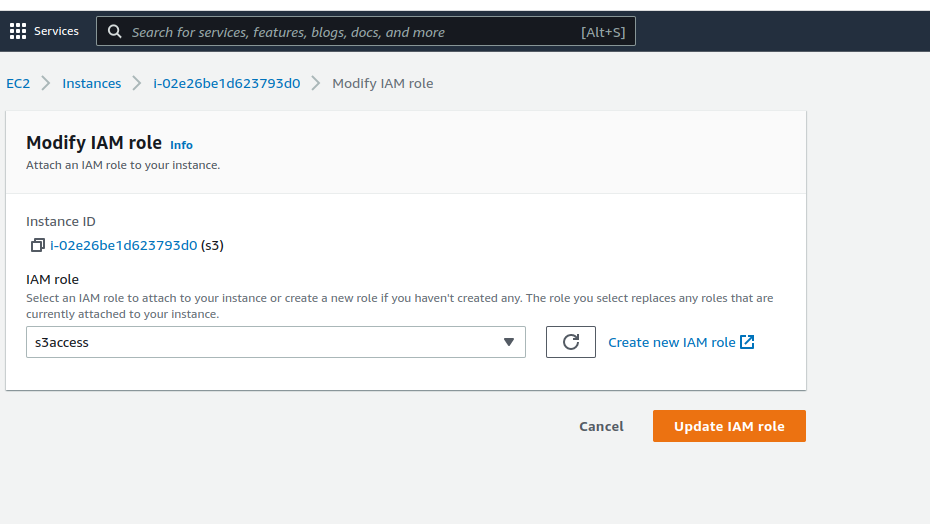 Services
Search for services, features, blogs, docs, and more [Alt+S]
EC2 Instances i-02e26be1d623793d0 Modify IAM role
Modify IAM role Info
Attach an IAM role to your instance.
Instance ID
i-02e26be1d623793d0 (s3)
IAM role
Select an IAM role to attach to your instance or create a new role if you haven't created any. The role you select replaces any roles that are
currently attached to your instance.
s3access
Create new IAM role
Cancel
Update IAM role